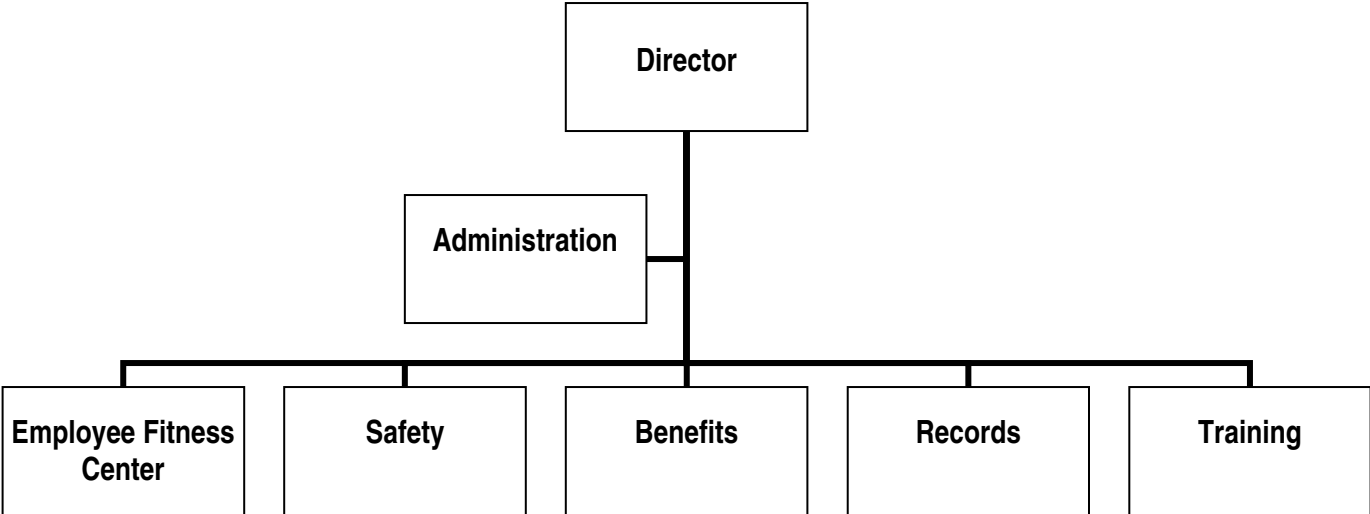 Director
Administration
Employee Fitness
Center
Safety
Benefits
Records
Training